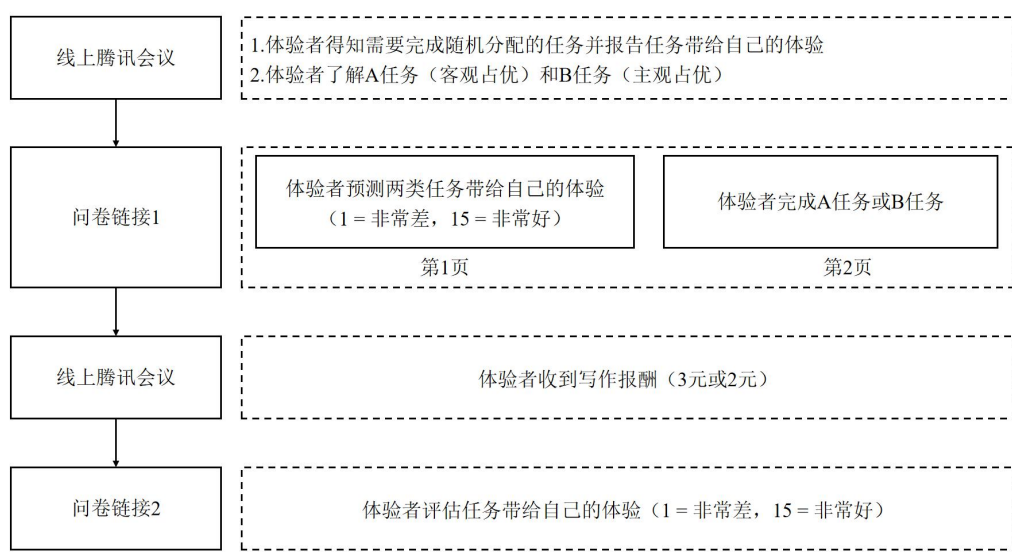 线上腾讯会议
1.体验者得知需要完成随机分配的任务并报告任务带给自己的体验
2.体验者了解A任务（客观占优）和B任务（主观占优）
问卷链接1
体验者预测两类任务带给自己的体验
（1 = 非常差，15 = 非常好）
第1页
体验者完成A任务或B任务
第2页
线上腾讯会议
体验者收到写作报酬（3元或2元）
问卷链接2
体验者评估任务带给自己的体验（1 = 非常差，15 = 非常好）